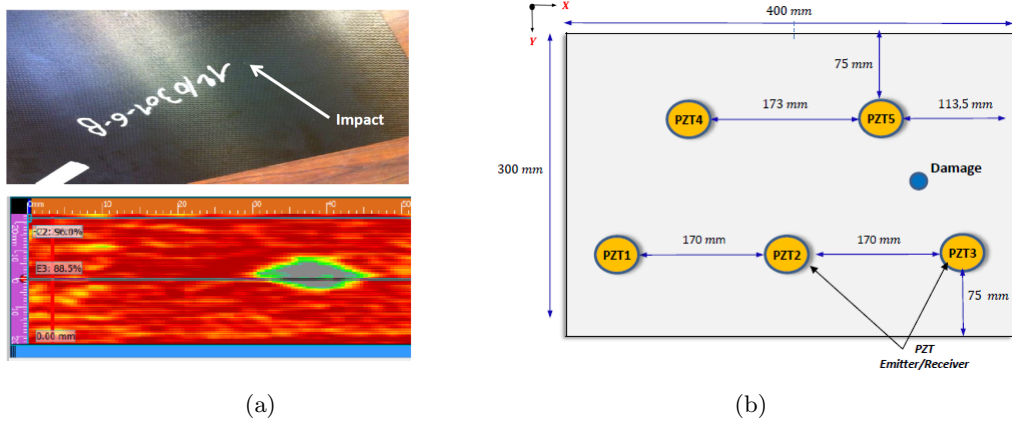 Impact
0mm 10 20 30 40 50
C2: 96.0%
E3: 88.5%
0.00 mm
(a)
X
Y
400 mm
75 mm
173 mm
113,5 mm
PZT4
PZT5
300 mm
Damage
170 mm
170 mm
PZT1
PZT2
PZT3
75 mm
PZT
Emitter/Receiver
(b)